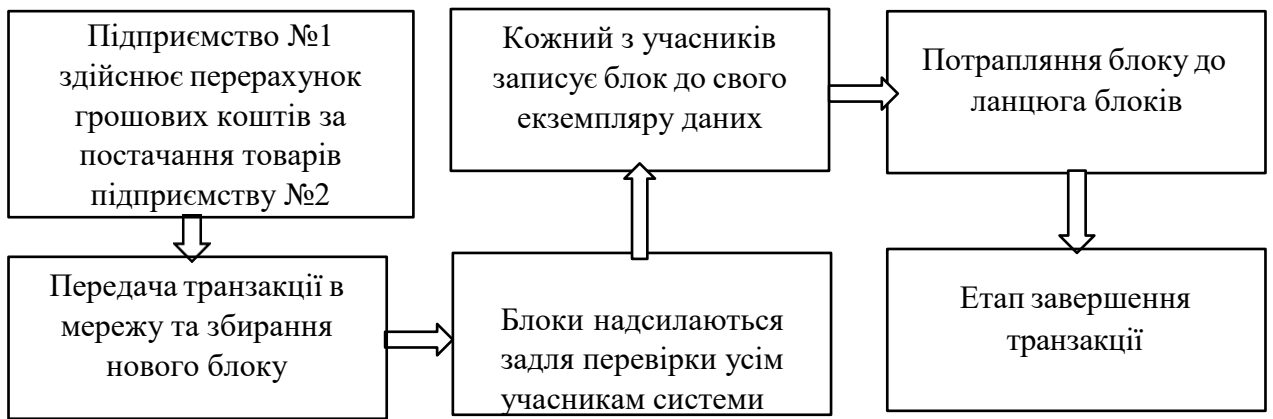 Підприємство №1
здійснює перерахунок
грошових коштів за
постачання товарів
підприємству №2
Передача транзакції в
мережу та збирання
нового блоку
Блоки надсилаються
задля перевірки усім
учасникам системи
Кожний з учасників
записує блок до свого
екземпляру даних
Потрапляння блоку до
ланцюга блоків
Етап завершення
транзакції